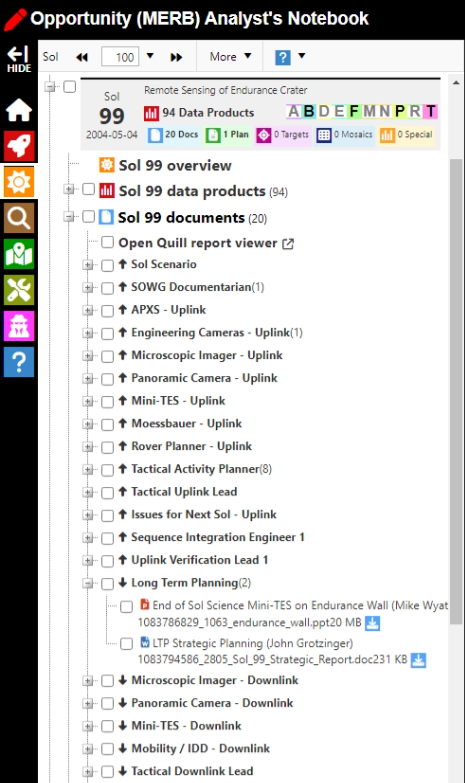 Opportunity (MERB) Analyst's Notebook
HIDE
Sol 100 More ?
Sol
99
2004-05-04
Remote Sensing of Endurance Crater
94 Data Products A B D E F M N P R T
20 Docs 1 Plan 0 Targets 0 Mosaics 0 Special
Sol 99 overview
Sol 99 data products (94)
Sol 99 documents (20)
Open Quill report viewer
Sol Scenario
SOWG Documentarian(1)
APXS - Uplink
Engineering Cameras - Uplink(1)
Microscopic Imager - Uplink
Panoramic Camera - Uplink
Mini-TES - Uplink
Moessbauer - Uplink
Rover Planner - Uplink
Tactical Activity Planner(8)
Tactical Uplink Lead
Issues for Next Sol - Uplink
Sequence Integration Engineer 1
Uplink Verification Lead 1
Long Term Planning(2)
End of Sol Science Mini-TES on Endurance Wall (Mike Wyat
1083786829_1063_endurance_wall.ppt20 MB
LTP Strategic Planning (John Grotzinger)
1083794586_2805_Sol_99_Strategic_Report.doc231 KB
Microscopic Imager - Downlink
Panoramic Camera - Downlink
Mini-TES - Downlink
Mobility / IDD - Downlink
Tactical Downlink Lead
?